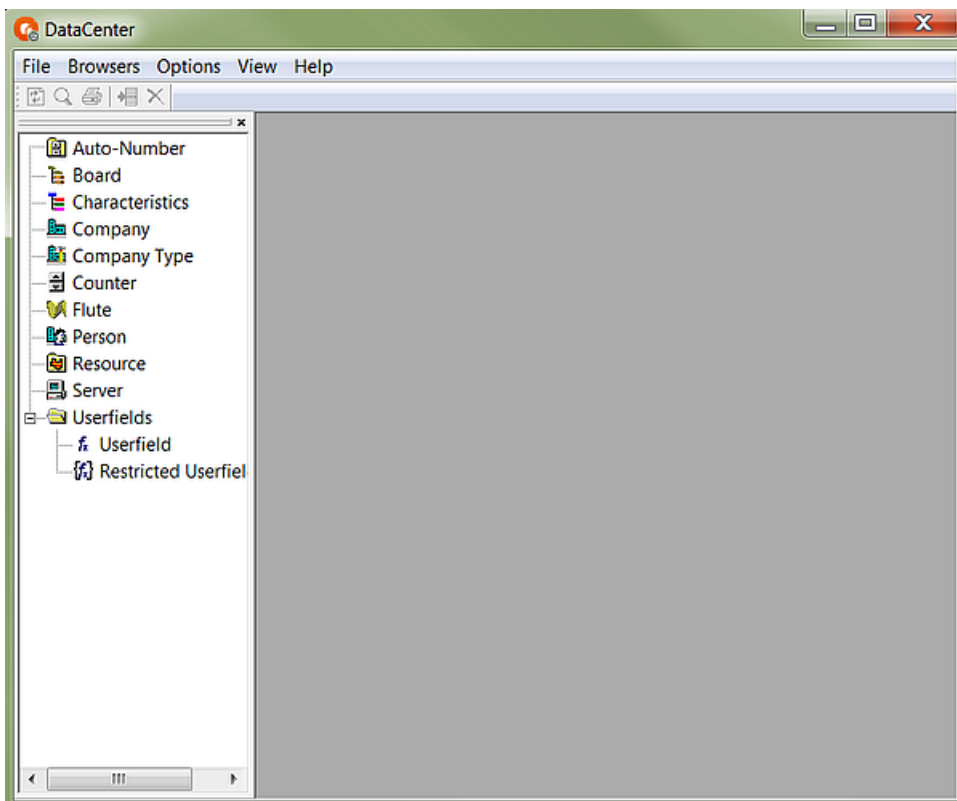 DataCenter
File Browsers Options View Help
Auto-Number
Board
Characteristics
Company
Company Type
Counter
Flute
Person
Resource
Server
Userfields
Userfield
Restricted Userfiel